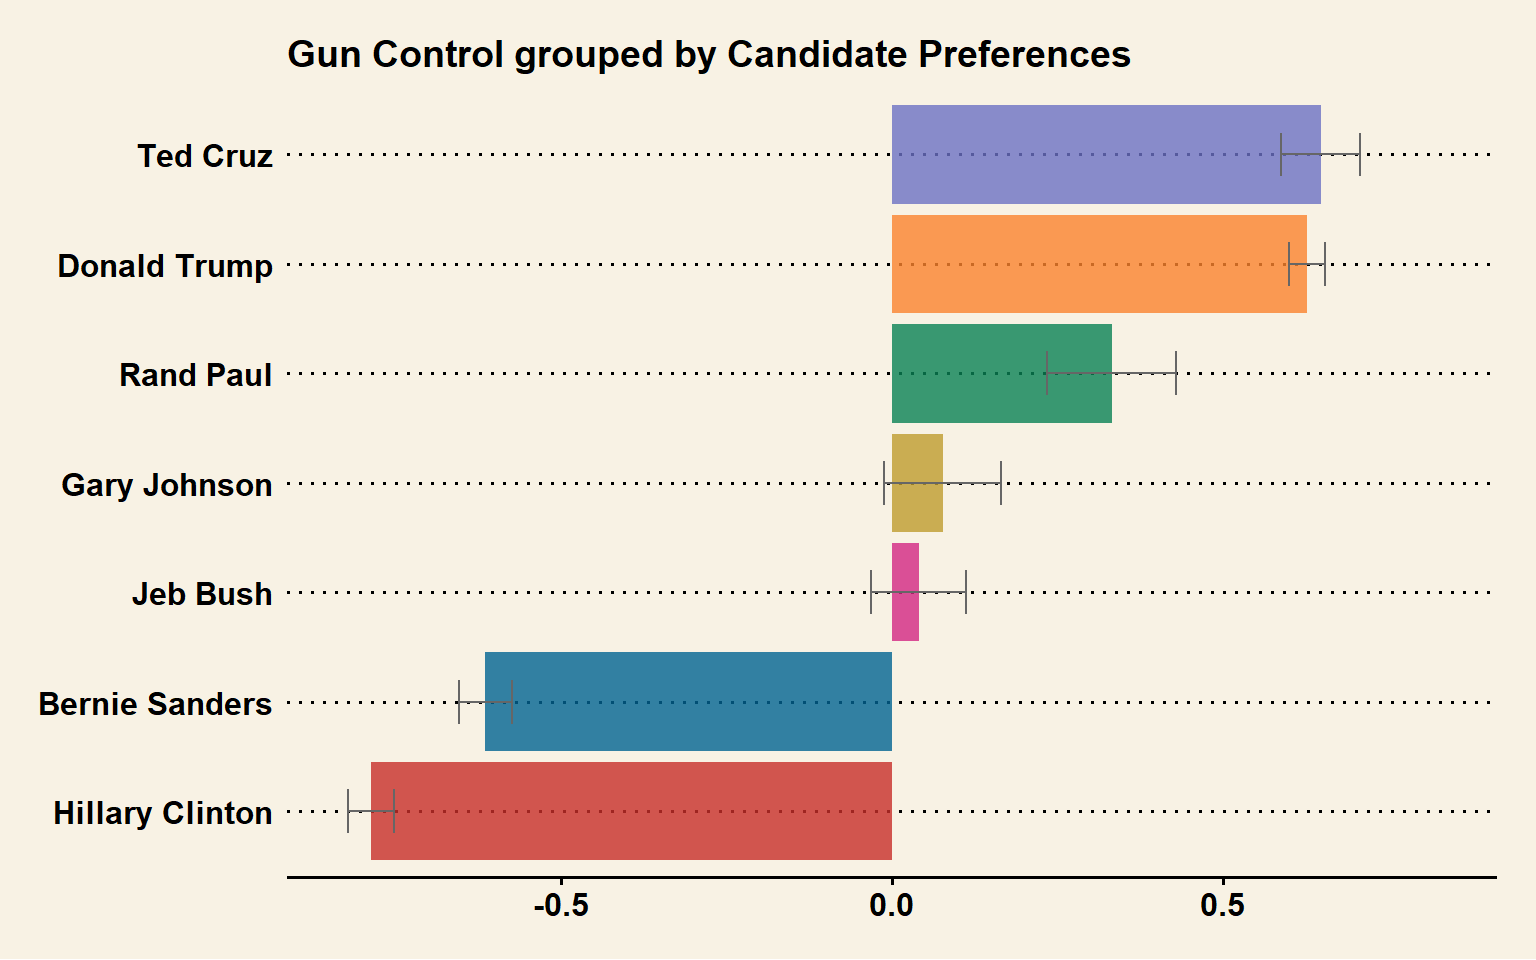 Gun Control grouped by Candidate Preferences
Ted Cruz
Donald Trump
Rand Paul
Gary Johnson
Jeb Bush
Bernie Sanders
Hillary Clinton
-0.5 0.0 0.5